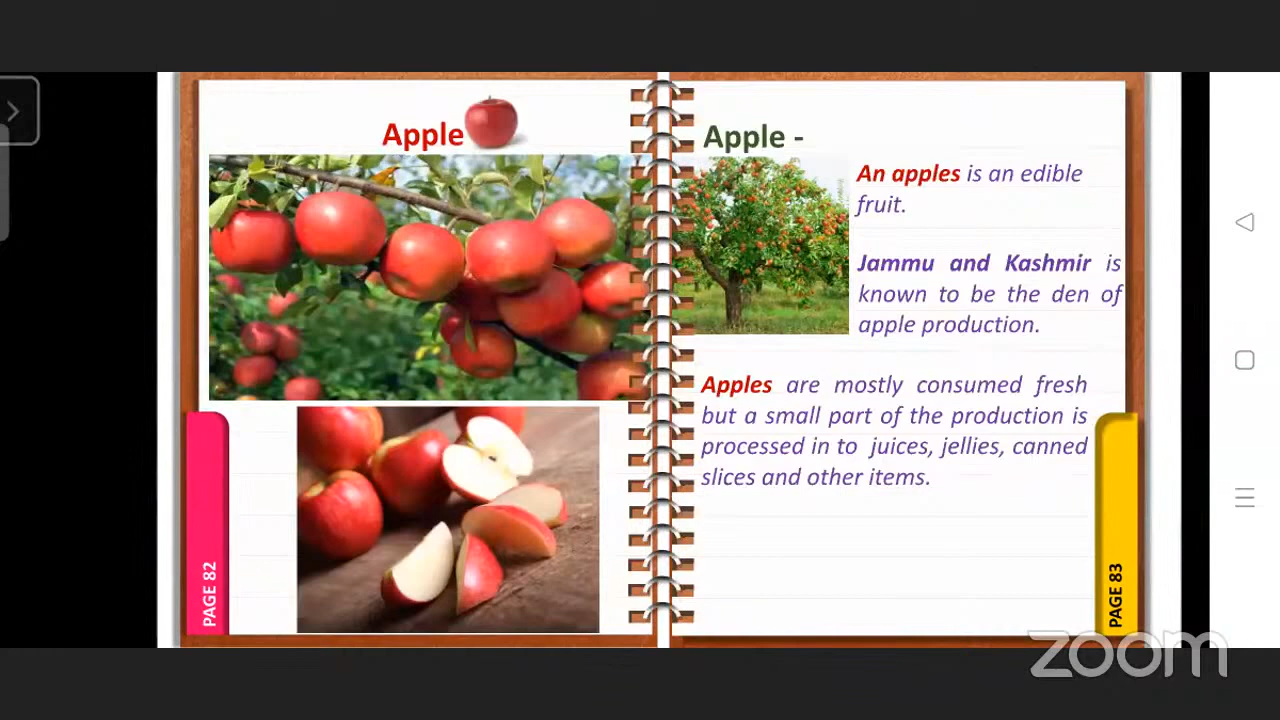 Apple
PAGE 82
Apple -
An apples is an edible
fruit.
Jammu and Kashmir is
known to be the den of
apple production.
Apples are mostly consumed fresh
but a small part of the production is
processed in to juices, jellies, canned
slices and other items.
PAGE 83
zoom